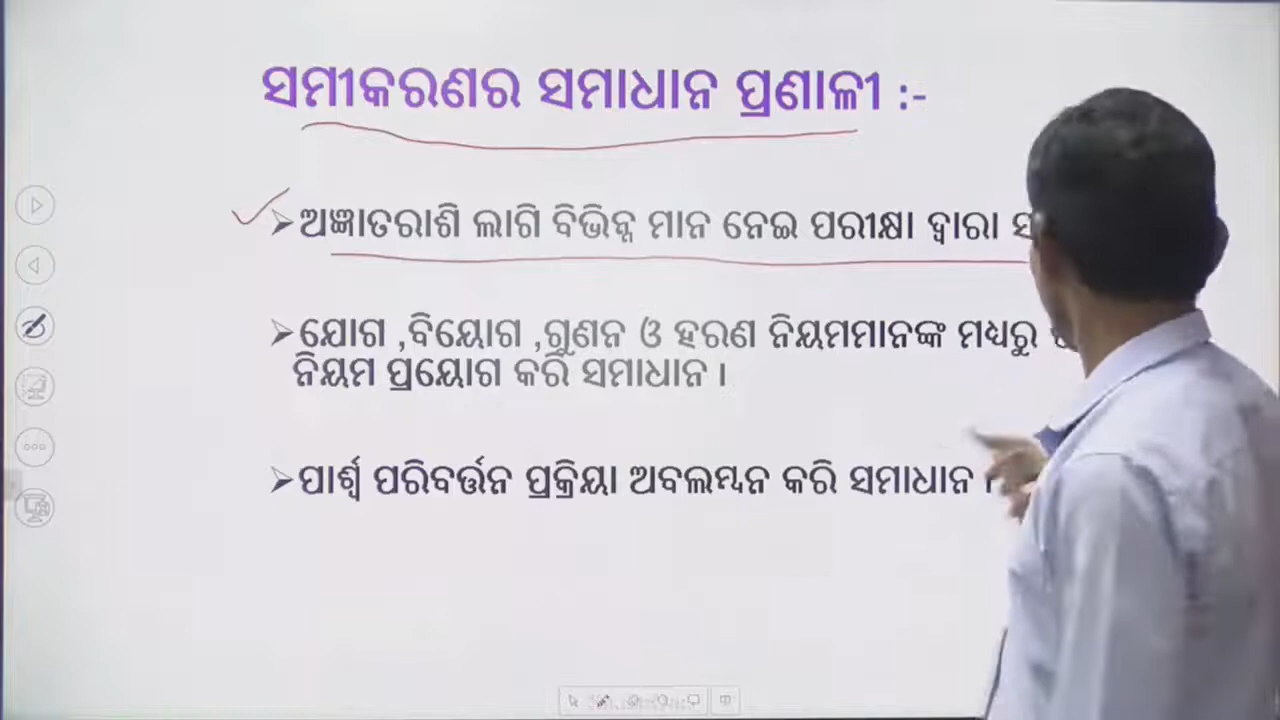 ସମୀକରଣର ସମାଧାନ ପ୍ରଣାଳୀ :-
➢ ଅଜ୍ଞାତରାଶି ଲାଗି ବିଭିନ୍ନ ମାନ ନେଇ ପରୀକ୍ଷା ଦ୍ୱାରା
➢ ଯୋଗ ,ବିୟୋଗ ,ଗୁଣନ ଓ ହରଣ ନିୟମମାନଙ୍କ ମଧ୍ୟରୁ
ନିୟମ ପ୍ରୟୋଗ କରି ସମାଧାନ ।
➢ ପାର୍ଶ୍ୱ ପରିବର୍ତ୍ତନ ପ୍ରକ୍ରିୟା ଅବଲମ୍ବନ କରି ସମାଧାନ ।